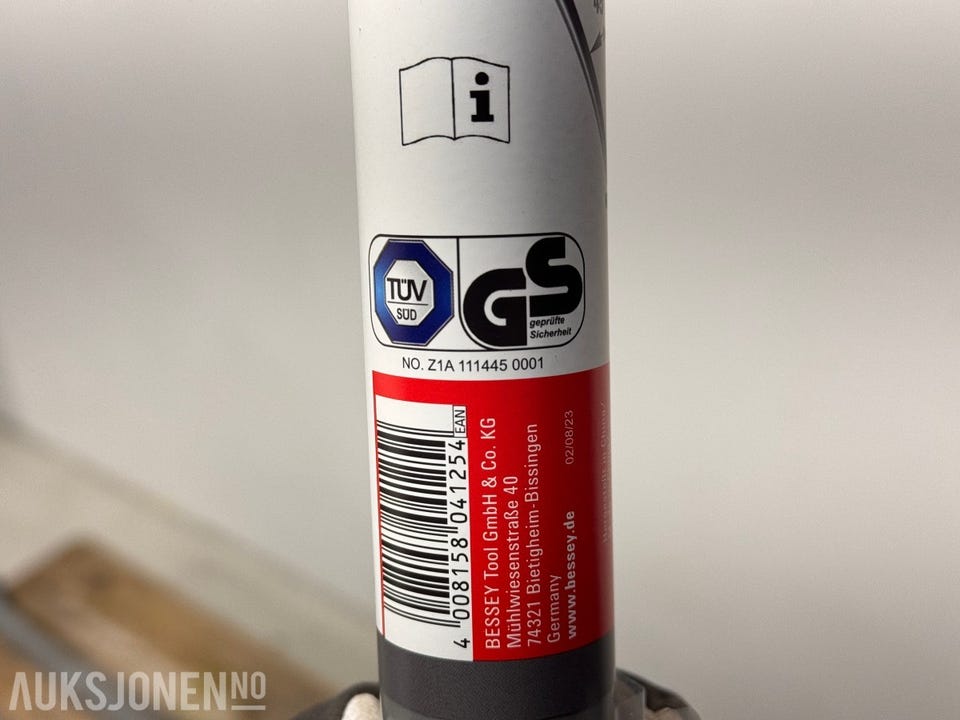 i
TÜV
SÜD
GS
geprüfte
Sicherheit
NO. Z1A 111445 0001
4 008158 041254
EAN
BESSEY Tool GmbH & Co. KG
Mühlwiesenstraße 40
74321 Bietigheim-Bissingen
Germany
www.bessey.de
02/08/23
AUKSJONEN.NO